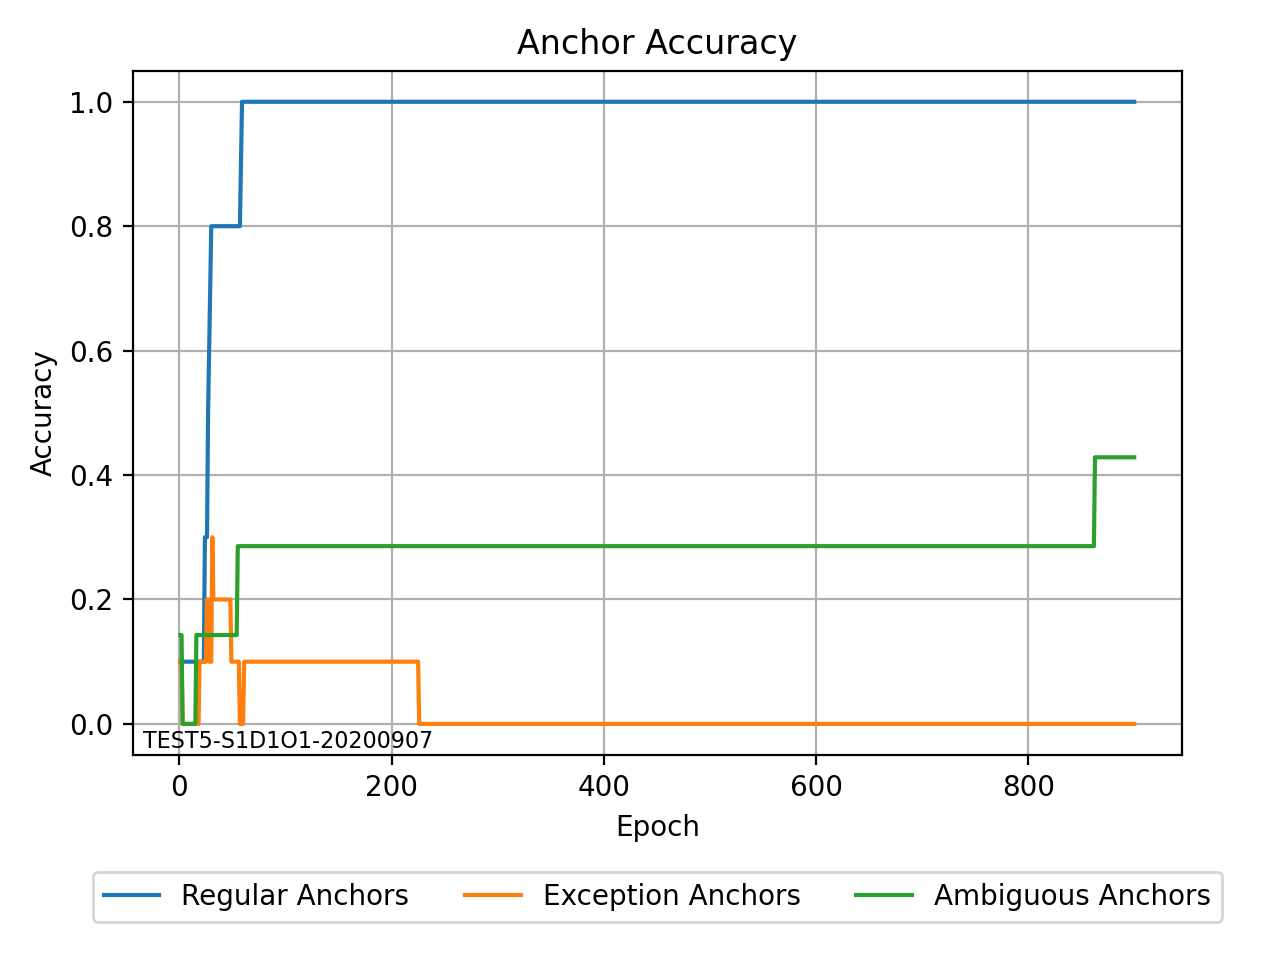 Anchor Accuracy
1.0
0.8
0.6
0.4
0.2
0.0
Accuracy
TEST5-S1D1O1-20200907
0 200 400 600 800
Epoch
Regular Anchors Exception Anchors Ambiguous Anchors